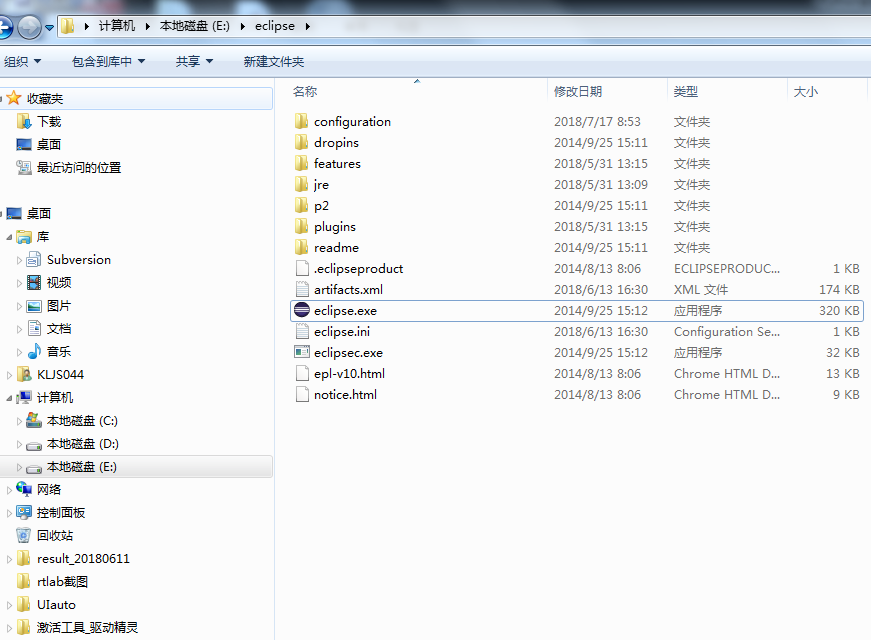 计算机 本地磁盘 (E:) eclipse
组织 包含到库中 共享 新建文件夹
收藏夹
下载
桌面
最近访问的位置
桌面
库
Subversion
视频
图片
文档
音乐
KLJS044
计算机
本地磁盘 (C:)
本地磁盘 (D:)
本地磁盘 (E:)
网络
控制面板
回收站
result_20180611
rtlab截图
UIauto
激活工具_驱动精灵
名称 修改日期 类型 大小
configuration 2018/7/17 8:53 文件夹
dropins 2014/9/25 15:11 文件夹
features 2018/5/31 13:15 文件夹
jre 2018/5/31 13:09 文件夹
p2 2014/9/25 15:11 文件夹
plugins 2018/5/31 13:15 文件夹
readme 2014/9/25 15:11 文件夹
.eclipseproduct 2014/8/13 8:06 ECLIPSEPRODUC... 1 KB
artifacts.xml 2018/6/13 16:30 XML 文件 174 KB
eclipse.exe 2014/9/25 15:12 应用程序 320 KB
eclipse.ini 2018/6/13 16:30 Configuration Se... 1 KB
eclipsec.exe 2014/9/25 15:12 应用程序 32 KB
epl-v10.html 2014/8/13 8:06 Chrome HTML D... 13 KB
notice.html 2014/8/13 8:06 Chrome HTML D... 9 KB